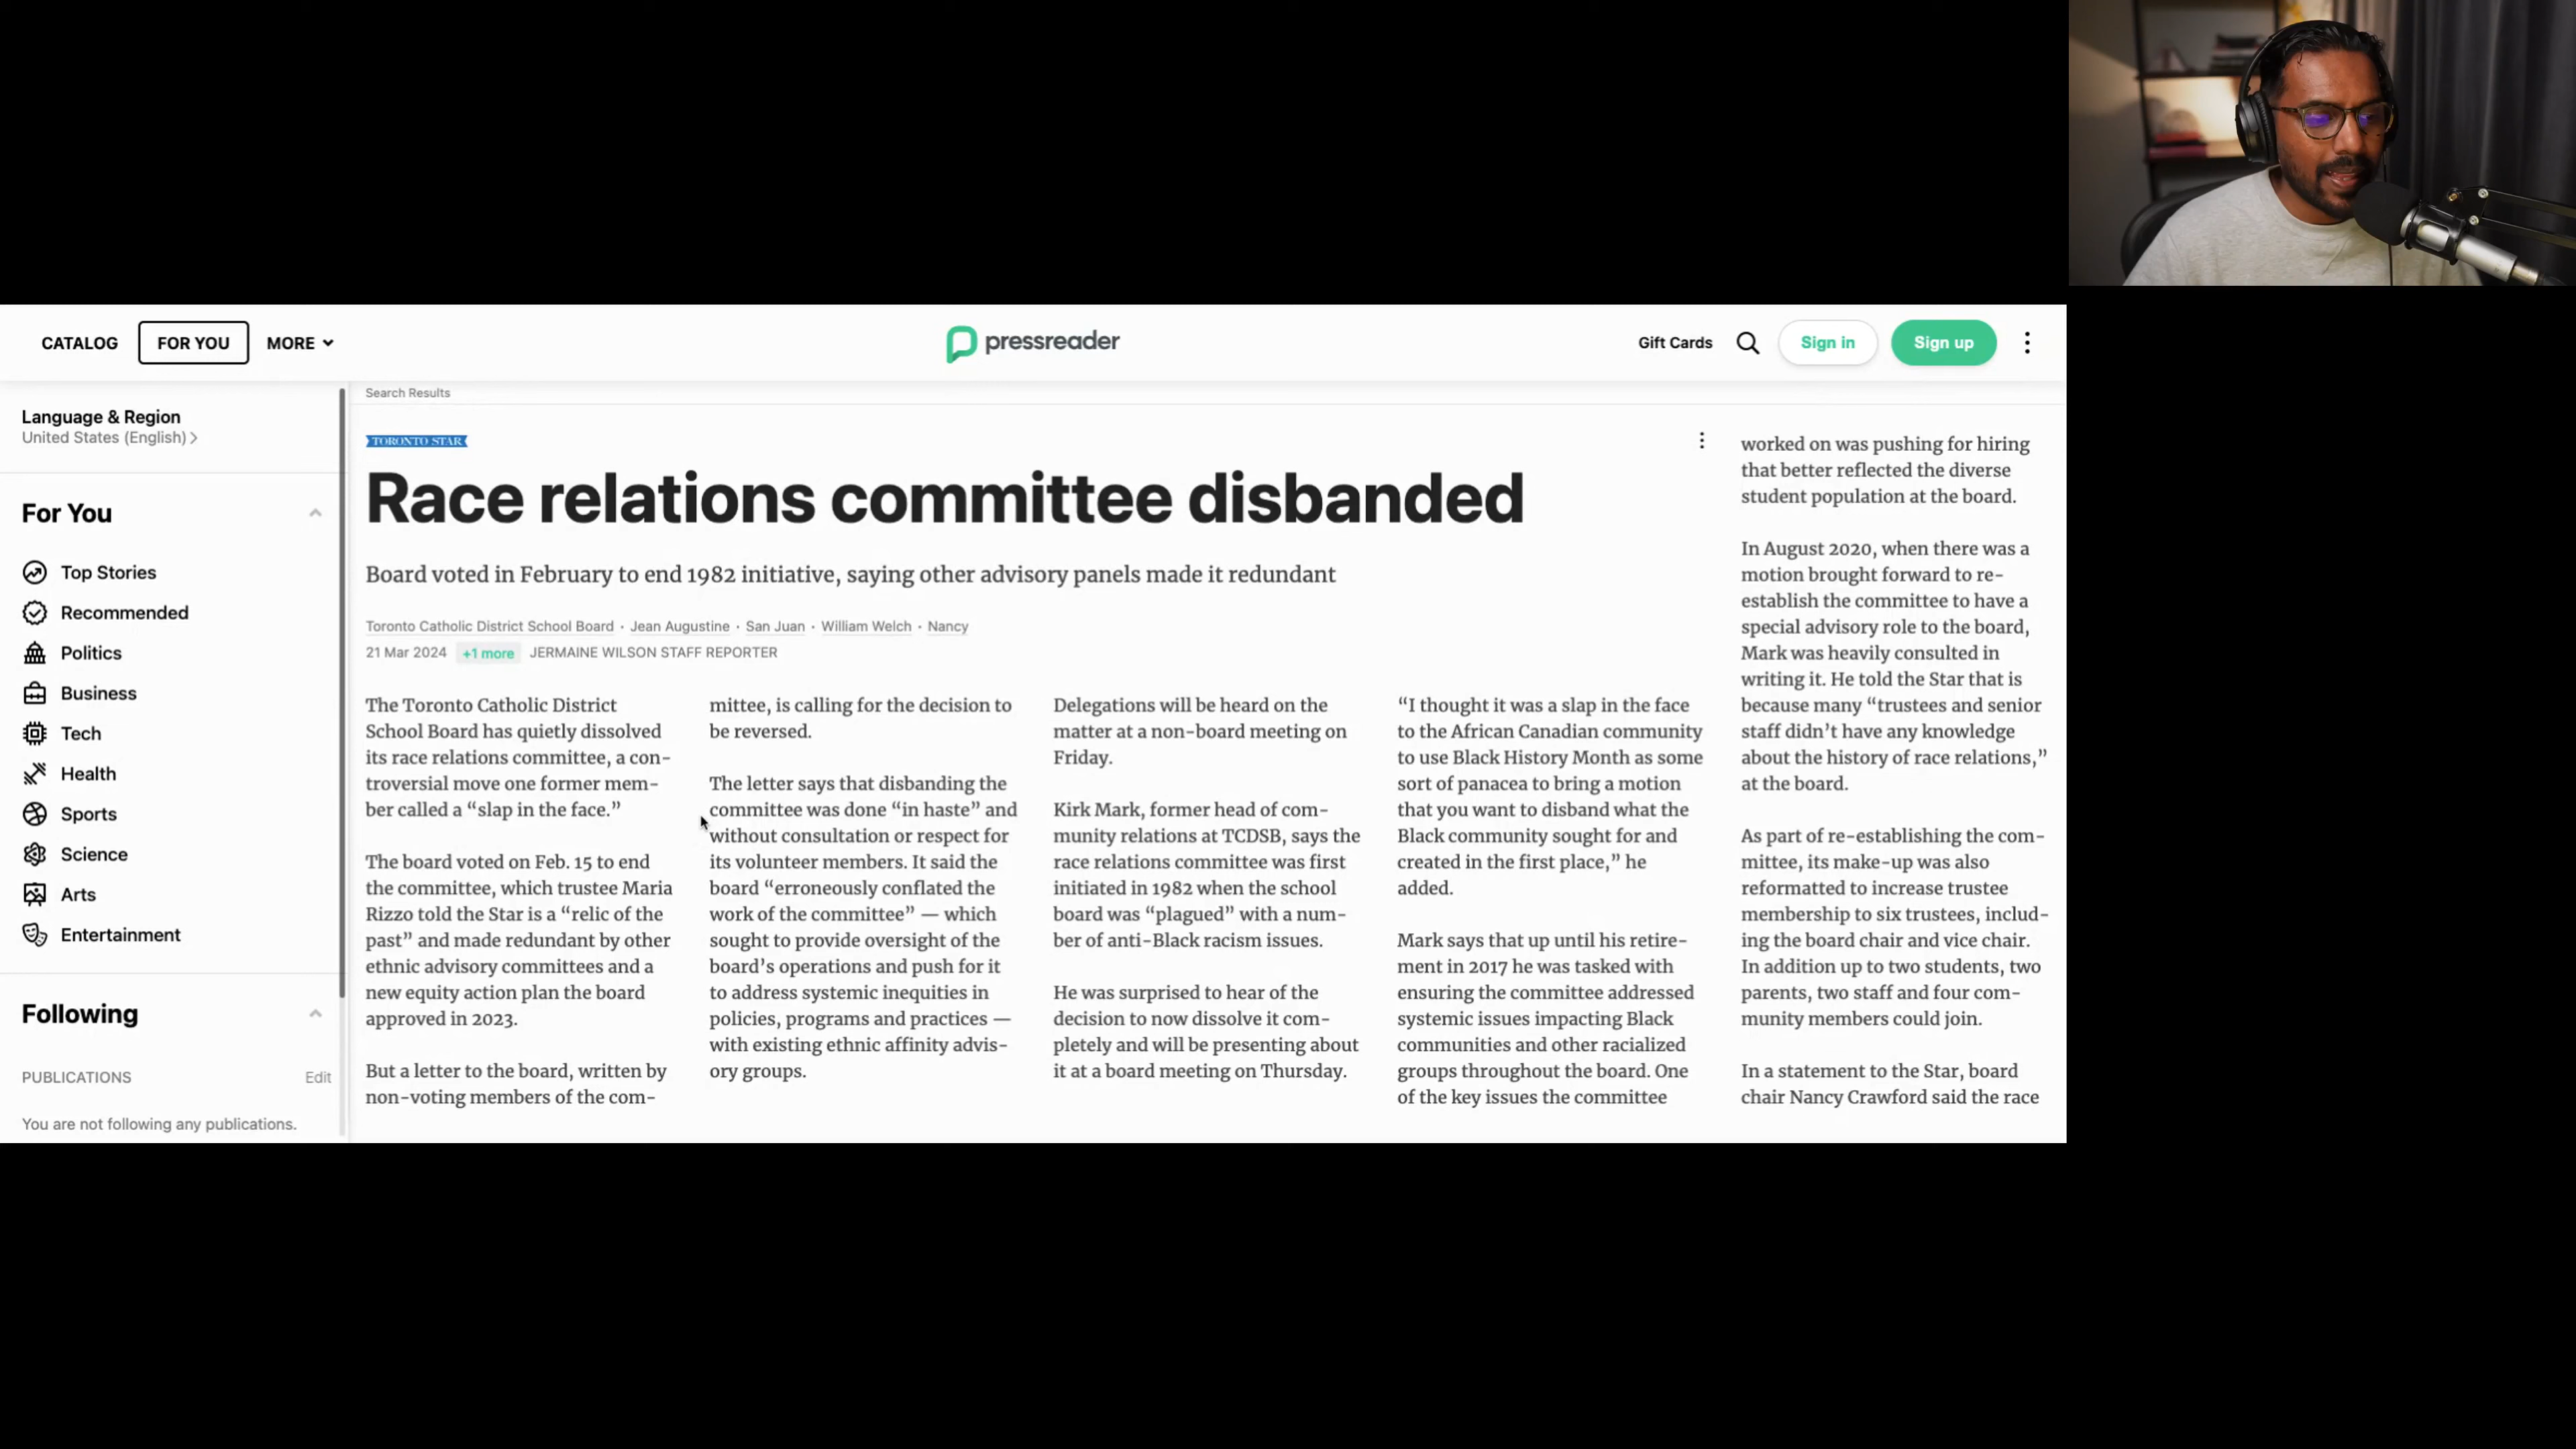 CATALOG
FOR YOU
MORE
pressreader
Gift Cards
Sign in
Sign up
Language & Region
United States (English)
For You
Top Stories
Recommended
Politics
Business
Tech
Health
Sports
Science
Arts
Entertainment
Following
PUBLICATIONS
Edit
You are not following any publications.
Search Results
TORONTO STAR
Race relations committee disbanded
Board voted in February to end 1982 initiative, saying other advisory panels made it redundant
Toronto Catholic District School Board · Jean Augustine · San Juan · William Welch · Nancy
21 Mar 2024 +1 more JERMAINE WILSON STAFF REPORTER
The Toronto Catholic District
School Board has quietly dissolved
its race relations committee, a con-
troversial move one former mem-
ber called a “slap in the face.”
The board voted on Feb. 15 to end
the committee, which trustee Maria
Rizzo told the Star is a “relic of the
past” and made redundant by other
ethnic advisory committees and a
new equity action plan the board
approved in 2023.
But a letter to the board, written by
non-voting members of the com-
mittee, is calling for the decision to
be reversed.
The letter says that disbanding the
committee was done “in haste” and
without consultation or respect for
its volunteer members. It said the
board “erroneously conflated the
work of the committee” — which
sought to provide oversight of the
board’s operations and push for it
to address systemic inequities in
policies, programs and practices —
with existing ethnic affinity advis-
ory groups.
Delegations will be heard on the
matter at a non-board meeting on
Friday.
Kirk Mark, former head of com-
munity relations at TCDSB, says the
race relations committee was first
initiated in 1982 when the school
board was “plagued” with a num-
ber of anti-Black racism issues.
He was surprised to hear of the
decision to now dissolve it com-
pletely and will be presenting about
it at a board meeting on Thursday.
“I thought it was a slap in the face
to the African Canadian community
to use Black History Month as some
sort of panacea to bring a motion
that you want to disband what the
Black community sought for and
created in the first place,” he
added.
Mark says that up until his retire-
ment in 2017 he was tasked with
ensuring the committee addressed
systemic issues impacting Black
communities and other racialized
groups throughout the board. One
of the key issues the committee
worked on was pushing for hiring
that better reflected the diverse
student population at the board.
In August 2020, when there was a
motion brought forward to re-
establish the committee to have a
special advisory role to the board,
Mark was heavily consulted in
writing it. He told the Star that is
because many “trustees and senior
staff didn’t have any knowledge
about the history of race relations,”
at the board.
As part of re-establishing the com-
mittee, its make-up was also
reformatted to increase trustee
membership to six trustees, includ-
ing the board chair and vice chair.
In addition up to two students, two
parents, two staff and four com-
munity members could join.
In a statement to the Star, board
chair Nancy Crawford said the race